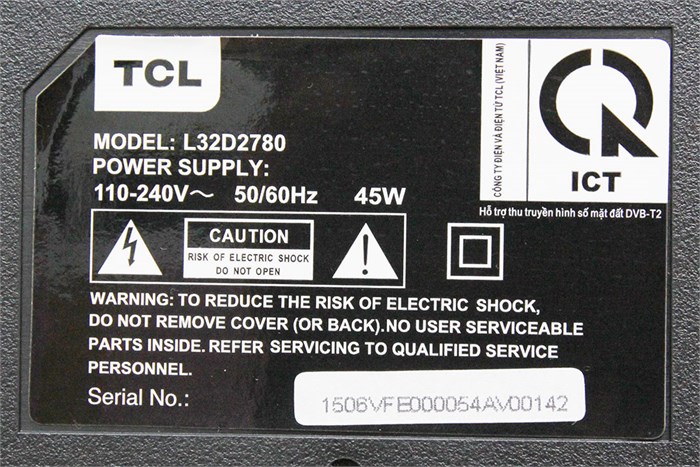 TCL
MODEL: L32D2780
POWER SUPPLY:
110-240V～ 50/60Hz 45W
CAUTION
RISK OF ELECTRIC SHOCK
DO NOT OPEN
WARNING: TO REDUCE THE RISK OF ELECTRIC SHOCK,
DO NOT REMOVE COVER (OR BACK).NO USER SERVICEABLE
PARTS INSIDE. REFER SERVICING TO QUALIFIED SERVICE
PERSONNEL.
Serial No.:
1506VFE000054AV00142
CÔNG TY ĐIỆN VÀ ĐIỆN TỬ TCL (VIỆT NAM)
ICT
Hỗ trợ thu truyền hình số mặt đất DVB-T2